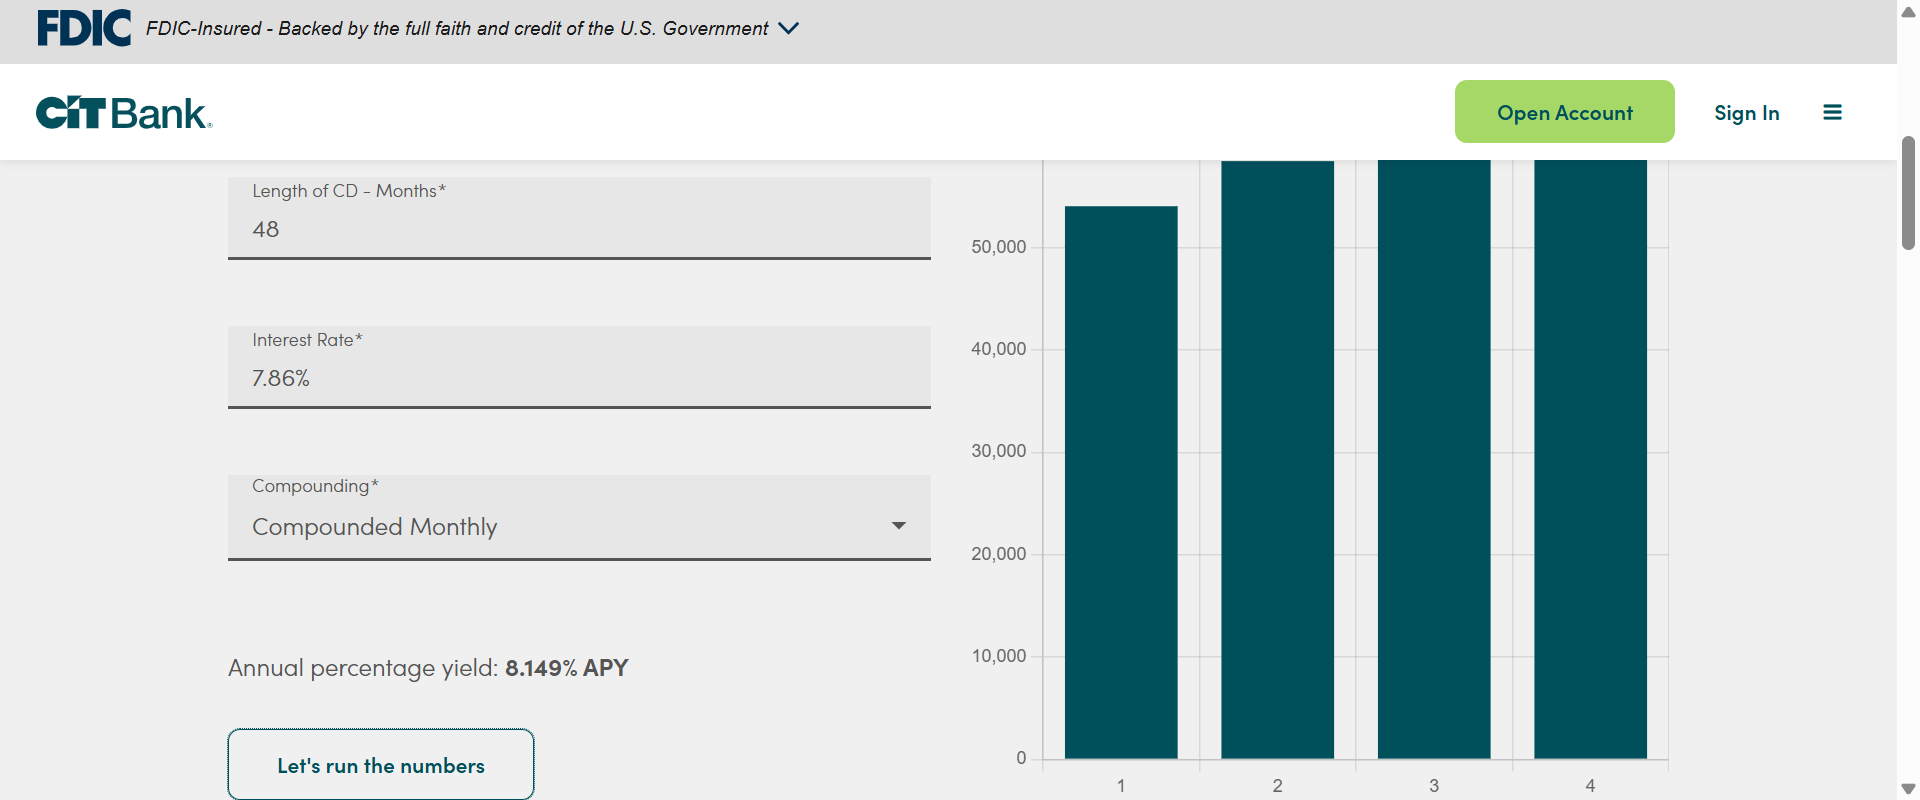 FDIC FDIC-Insured - Backed by the full faith and credit of the U.S. Government
CIT Bank®
Open Account
Sign In
Length of CD - Months*
48
Interest Rate*
7.86%
Compounding*
Compounded Monthly
Annual percentage yield: 8.149% APY
Let's run the numbers
50,000
40,000
30,000
20,000
10,000
0
1 2 3 4